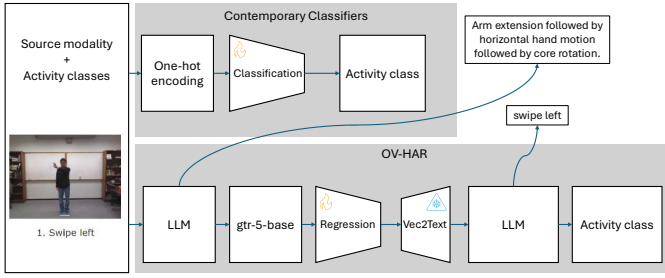 Source modality
+
Activity classes
1. Swipe left
Contemporary Classifiers
One-hot
encoding
Classification
Activity class
Arm extension followed by
horizontal hand motion
followed by core rotation.
swipe left
OV-HAR
LLM
gtr-5-base
Regression
Vec2Text
LLM
Activity class